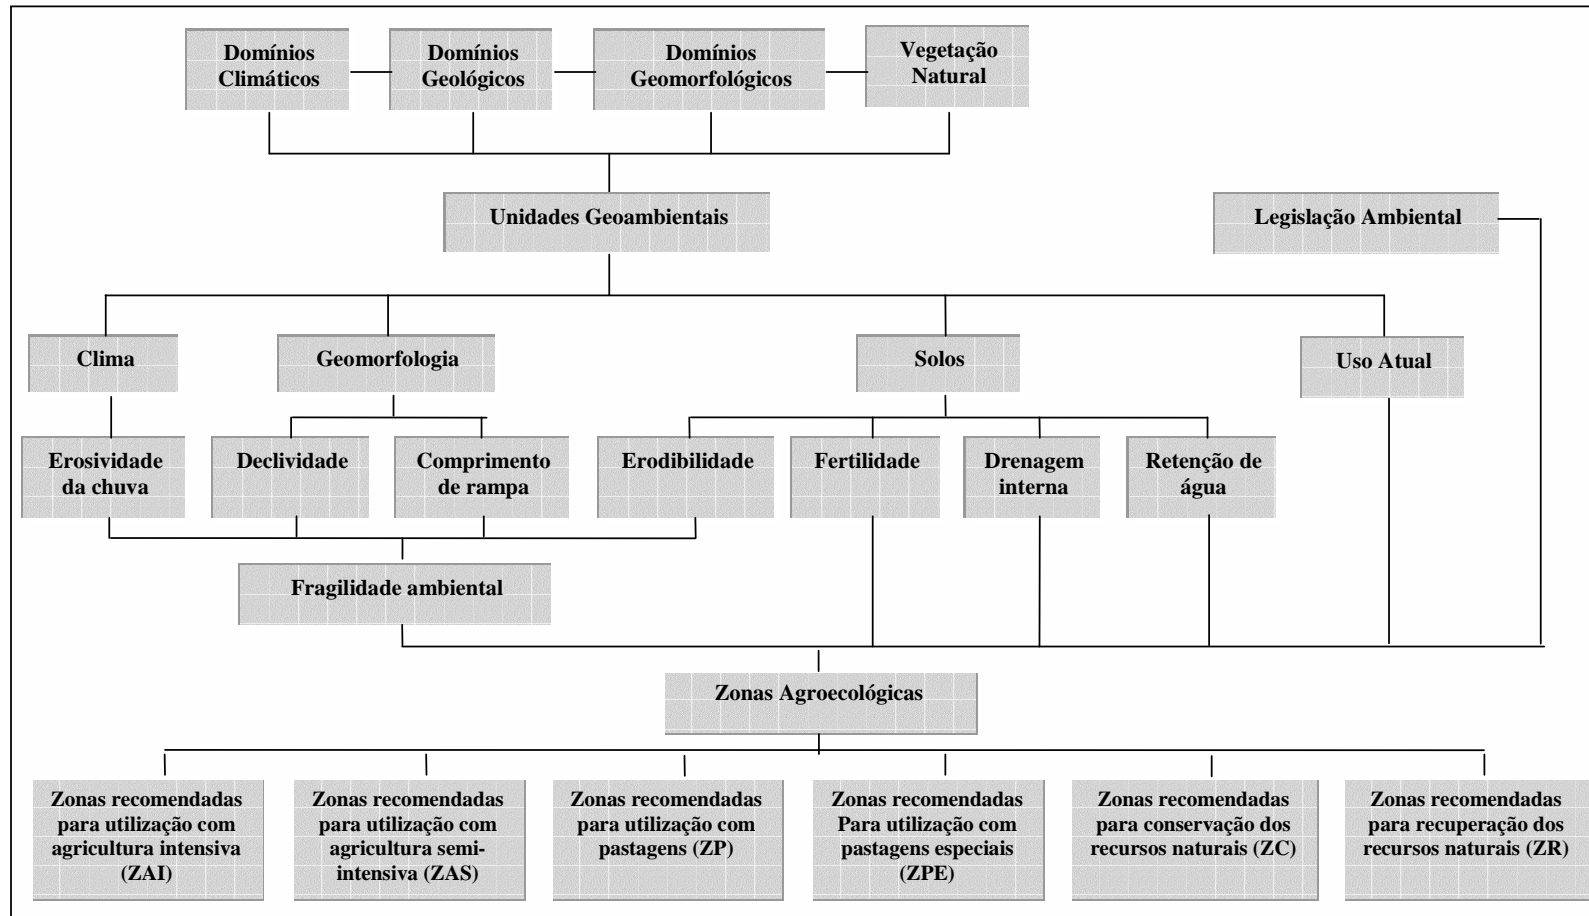 Domínios
Climáticos
Domínios
Geológicos
Domínios
Geomorfológicos
Vegetação
Natural
Unidades Geoambientais
Legislação Ambiental
Clima
Geomorfologia
Solos
Uso Atual
Erosividade
da chuva
Declividade
Comprimento
de rampa
Erodibilidade
Fertilidade
Drenagem
interna
Retenção de
água
Fragilidade ambiental
Zonas Agroecológicas
Zonas recomendadas
para utilização com
agricultura intensiva
(ZAI)
Zonas recomendadas
para utilização com
agricultura semi-
intensiva (ZAS)
Zonas recomendadas
para utilização com
pastagens (ZP)
Zonas recomendadas
Para utilização com
pastagens especiais
(ZPE)
Zonas recomendadas
para conservação dos
recursos naturais (ZC)
Zonas recomendadas
para recuperação dos
recursos naturais (ZR)